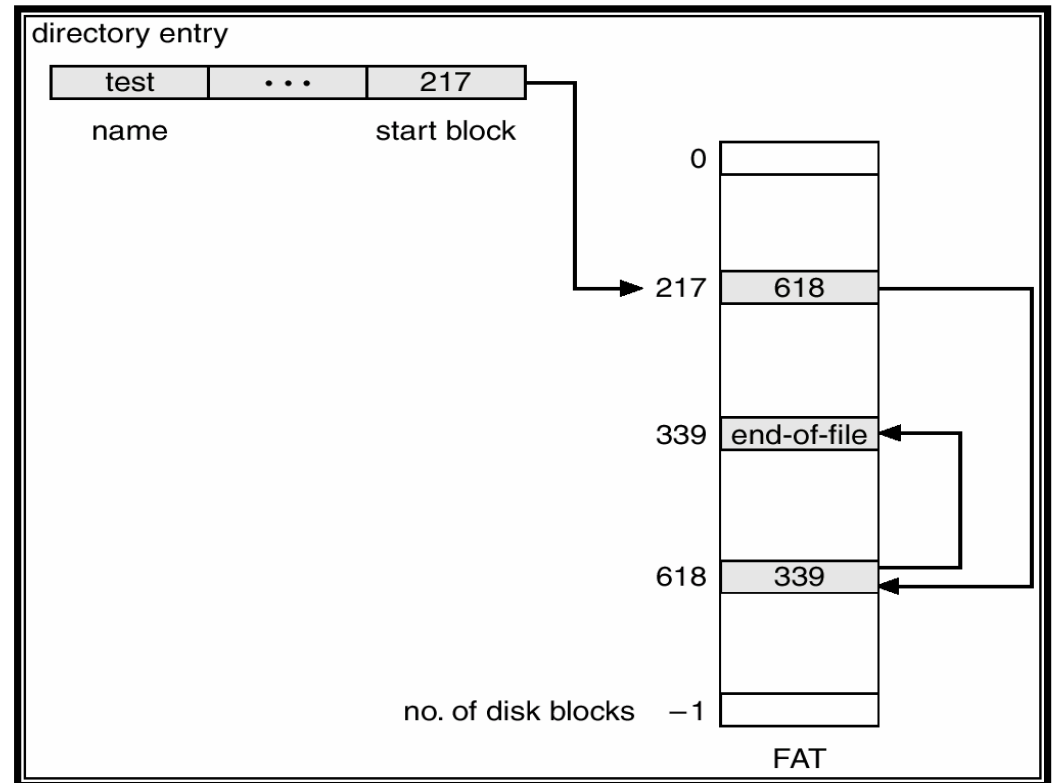 directory entry
test ••• 217
name start block
0
217 618
339 end-of-file
618 339
no. of disk blocks –1
FAT